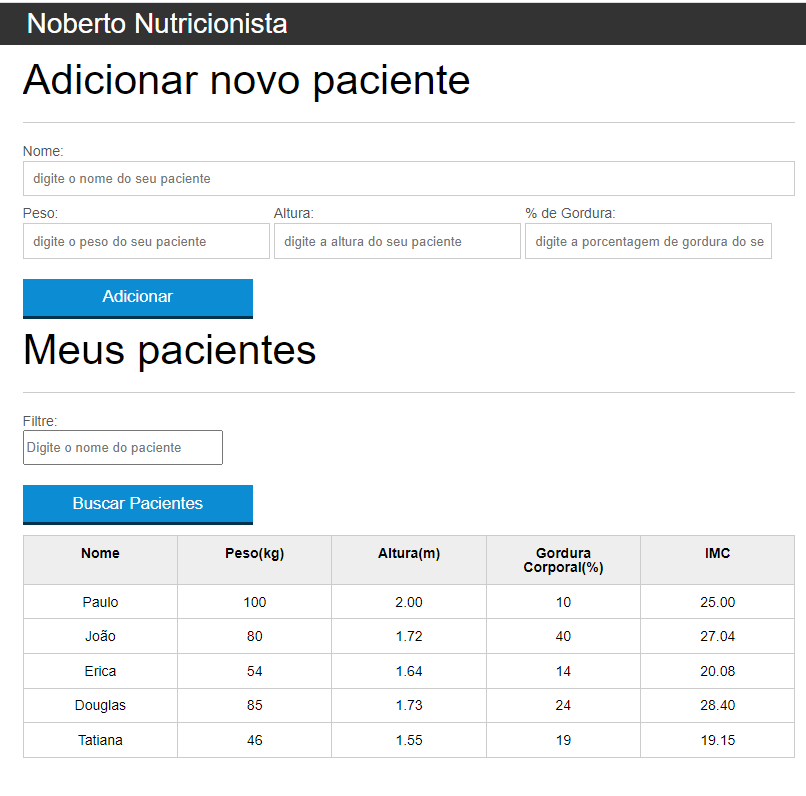 Noberto Nutricionista
Adicionar novo paciente
Nome:
digite o nome do seu paciente
Peso: Altura: % de Gordura:
digite o peso do seu paciente digite a altura do seu paciente digite a porcentagem de gordura do se
Adicionar
Meus pacientes
Filtre:
Digite o nome do paciente
Buscar Pacientes
Nome Peso(kg) Altura(m) Gordura Corporal(%) IMC
Paulo 100 2.00 10 25.00
João 80 1.72 40 27.04
Erica 54 1.64 14 20.08
Douglas 85 1.73 24 28.40
Tatiana 46 1.55 19 19.15